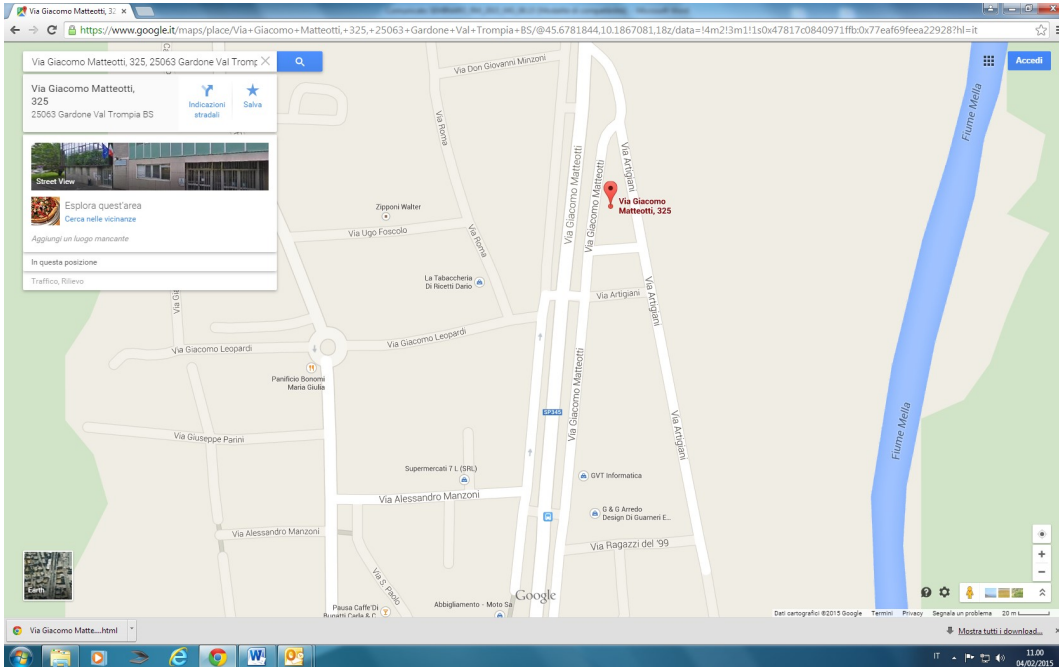 Via Giacomo Matteotti, 32
https://www.google.it/maps/place/Via+Giacomo+Matteotti,+325,+25063+Gardone+Val+Trompia+BS/@45.6781844,10.1867081,18z/data=!4m2!3m1!1s0x47817c0840971ffb:0x77eaf69feea22928?hl=it
Via Giacomo Matteotti, 325, 25063 Gardone Val Tromp
Accedi
Via Giacomo Matteotti,
325
25063 Gardone Val Trompia BS
Indicazioni
stradali
Salva
Street View
Esplora quest'area
Cerca nelle vicinanze
Aggiungi un luogo mancante
In questa posizione
Traffico, Rilievo
Via Don Giovanni Minzoni
Via Roma
Fiume Mella
Via Giacomo Matteotti
Via Giacomo Matteotti
Via Artigiani
Via Giacomo
Matteotti, 325
Zipponi Walter
Via Ugo Foscolo
Via Roma
La Tabaccheria
Di Ricetti Dario
Via Artigiani
Via Artigiani
Via Gi
Via Giacomo Leopardi
Via Giacomo Leopardi
Panificio Bonomi
Maria Giulia
Via Giacomo Matteotti
SP345
Via Artigiani
Fiume Mella
Via Giuseppe Parini
Supermercati 7 L (SRL)
GVT Informatica
Via Alessandro Manzoni
G & G Arredo
Design Di Guarneri E...
Via Alessandro Manzoni
Via Ragazzi del '99
Via S. Paolo
Earth
Pausa Caffe'Di
Bugatti Carla & C
Abbigliamento - Moto Sa
Google
Dati cartografici ©2015 Google
Termini
Privacy
Segnala un problema
20 m
Via Giacomo Matte....html
Mostra tutti i download...
IT
11.00
04/02/2015